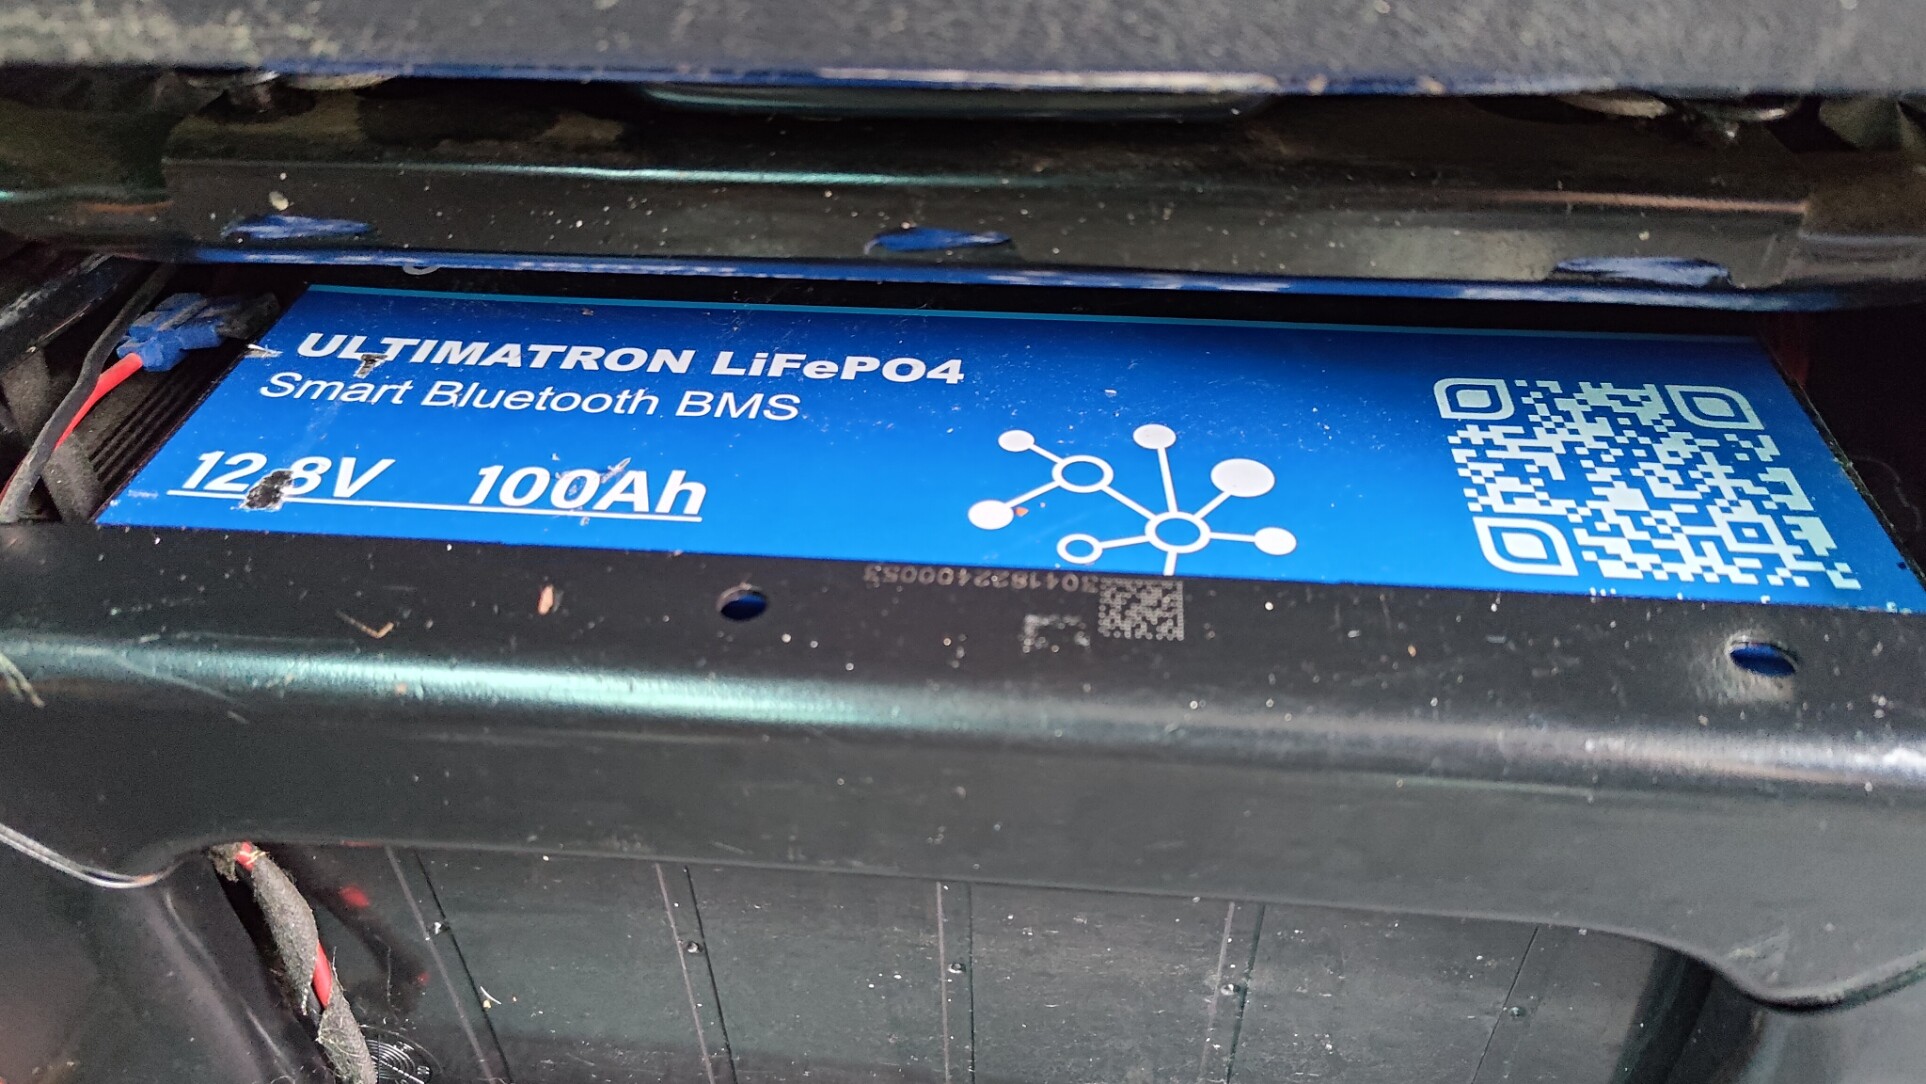 ULTIMATRON LiFePO4
Smart Bluetooth BMS
12.8V 100Ah